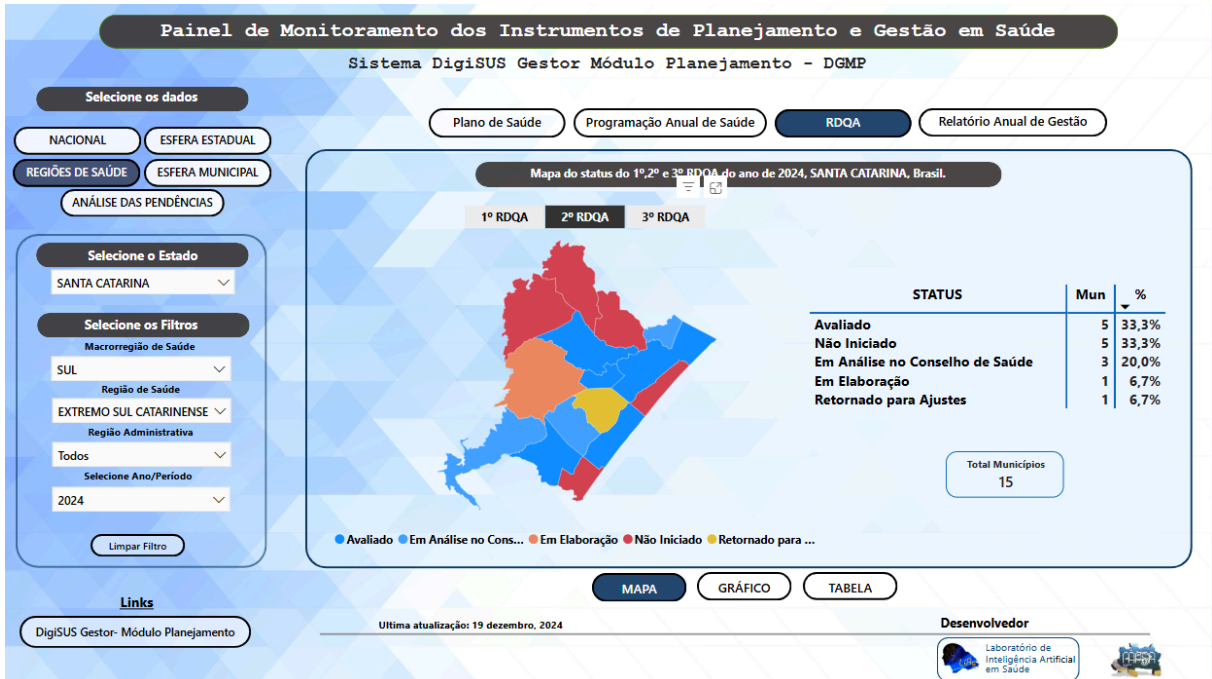 Painel de Monitoramento dos Instrumentos de Planejamento e Gestão em Saúde
Sistema DigiSUS Gestor Módulo Planejamento - DGMP
Selecione os dados
NACIONAL
ESFERA ESTADUAL
REGIÕES DE SAÚDE
ESFERA MUNICIPAL
ANÁLISE DAS PENDÊNCIAS
Plano de Saúde
Programação Anual de Saúde
RDQA
Relatório Anual de Gestão
Selecione o Estado
SANTA CATARINA
Selecione os Filtros
Macrorregião de Saúde
SUL
Região de Saúde
EXTREMO SUL CATARINENSE
Região Administrativa
Todos
Selecione Ano/Período
2024
Limpar Filtro
Mapa do status do 1º,2º e 3º RDQA do ano de 2024, SANTA CATARINA, Brasil.
1º RDQA 2º RDQA 3º RDQA
STATUS Mun %
Avaliado 5 33,3%
Não Iniciado 5 33,3%
Em Análise no Conselho de Saúde 3 20,0%
Em Elaboração 1 6,7%
Retornado para Ajustes 1 6,7%
Total Municípios
15
Avaliado Em Análise no Cons... Em Elaboração Não Iniciado Retornado para ...
MAPA
GRÁFICO
TABELA
Links
DigiSUS Gestor- Módulo Planejamento
Ultima atualização: 19 dezembro, 2024
Desenvolvedor
Laboratório de
Inteligência Artificial
em Saúde